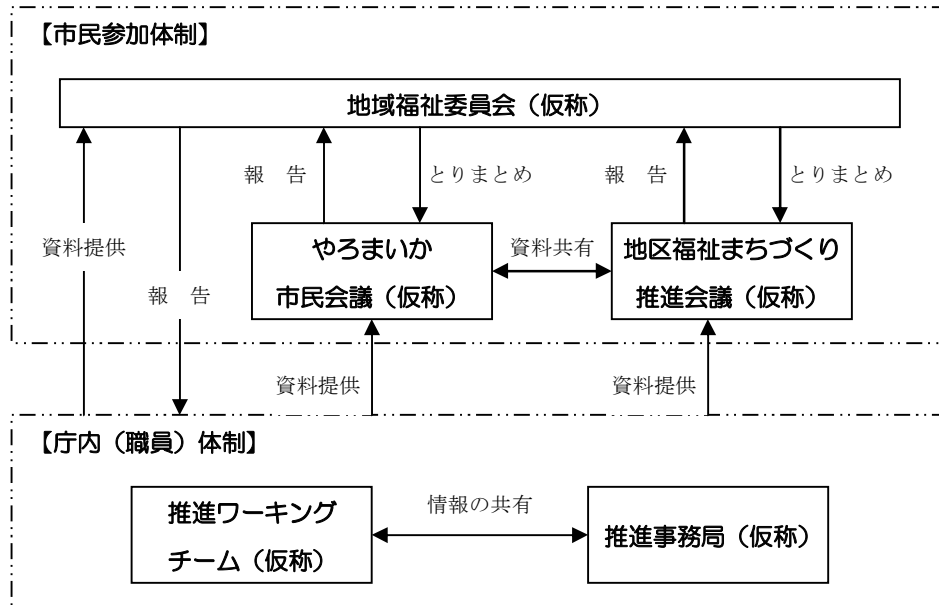 【市民参加体制】
地域福祉委員会（仮称）
報　告
とりまとめ
報　告
とりまとめ
資料提供
報　告
やろまいか
市民会議（仮称）
資料共有
地区福祉まちづくり
推進会議（仮称）
資料提供
資料提供
【庁内（職員）体制】
推進ワーキング
チーム（仮称）
情報の共有
推進事務局（仮称）